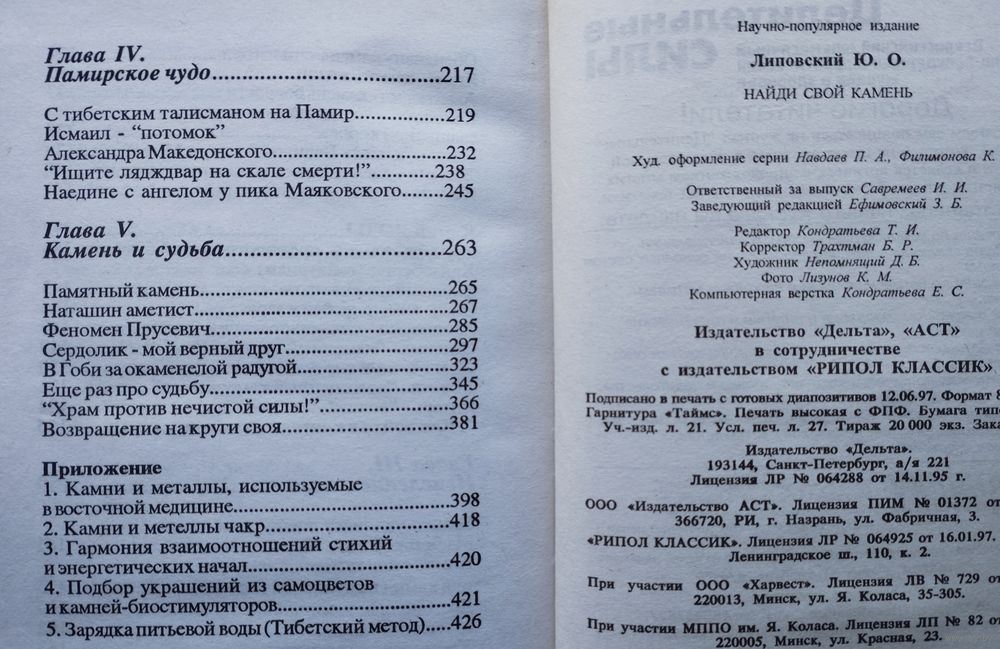 Глава IV.
Памирское чудо...............................217
С тибетским талисманом на Памир...............219
Исмаил - “потомок”
Александра Македонского.............................232
“Ищите лядждвар на скале смерти!”...........238
Наедине с ангелом у пика Маяковского........245
Глава V.
Камень и судьба.............................263
Памятный камень..........................................265
Наташин аметист..........................................267
Феномен Прусевич........................................285
Сердолик - мой верный друг............................297
В Гоби за окаменелой радугой..........................323
Еще раз про судьбу........................................345
“Храм против нечистой силы!”......................366
Возвращение на круги своя............................381
Приложение
1. Камни и металлы, используемые
в восточной медицине...................................398
2. Камни и метеллы чакр...............................418
3. Гармония взаимоотношений стихий
и энергетических начал.................................420
4. Подбор украшений из самоцветов
и камней-биостимуляторов............................421
5. Зарядка питьевой воды (Тибетский метод).....426
Научно-популярное издание
Липовский Ю. О.
НАЙДИ СВОЙ КАМЕНЬ
Худ. оформление серии Навдаев П. А., Филимонова К.
Ответственный за выпуск Савремеев И. И.
Заведующий редакцией Ефимовский З. Б.
Редактор Кондратьева Т. И.
Корректор Трахтман Б. Р.
Художник Непомнящий Д. Б.
Фото Лизунов К. М.
Компьютерная верстка Кондратьева Е. С.
Издательство «Дельта», «АСТ»
в сотрудничестве
с издательством «РИПОЛ КЛАССИК»
Подписано в печать с готовых диапозитивов 12.06.97. Формат 8
Гарнитура «Таймс». Печать высокая с ФПФ. Бумага типо
Уч.-изд. л. 21. Усл. печ. л. 27. Тираж 20 000 экз. Зака
Издательство «Дельта».
193144, Санкт-Петербург, а/я 221
Лицензия ЛР № 064288 от 14.11.95 г.
ООО «Издательство АСТ». Лицензия ПИМ № 01372 от
366720, РИ, г. Назрань, ул. Фабричная, 3.
«РИПОЛ КЛАССИК». Лицензия ЛР № 064925 от 16.01.97.
Ленинградское ш., 110, к. 2.
При участии ООО «Харвест». Лицензия ЛВ № 729 от
220013, Минск, ул. Я. Коласа, 35-305.
При участии МППО им. Я. Коласа. Лицензия ЛП № 82 от
220005, Минск, ул. Красная, 23.